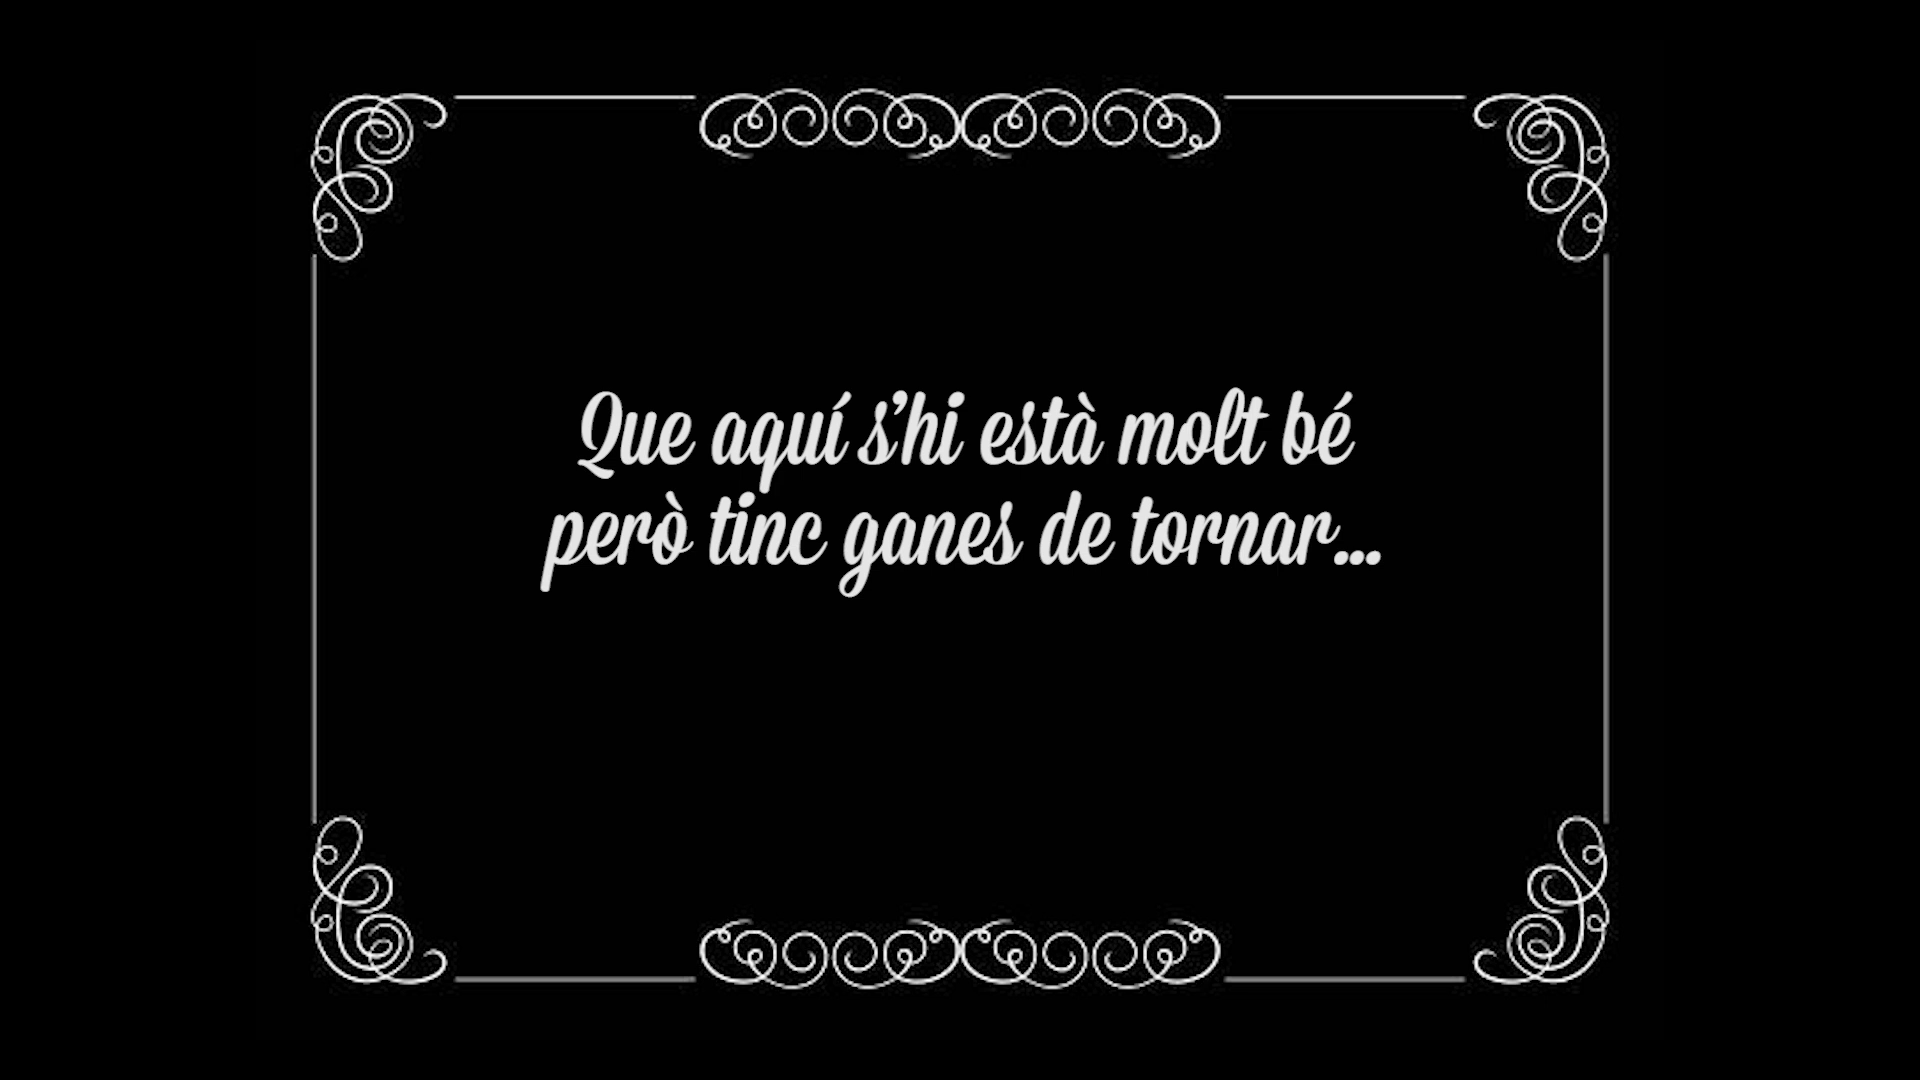 Que aquí s'hi està molt bé
però tinc ganes de tornar...